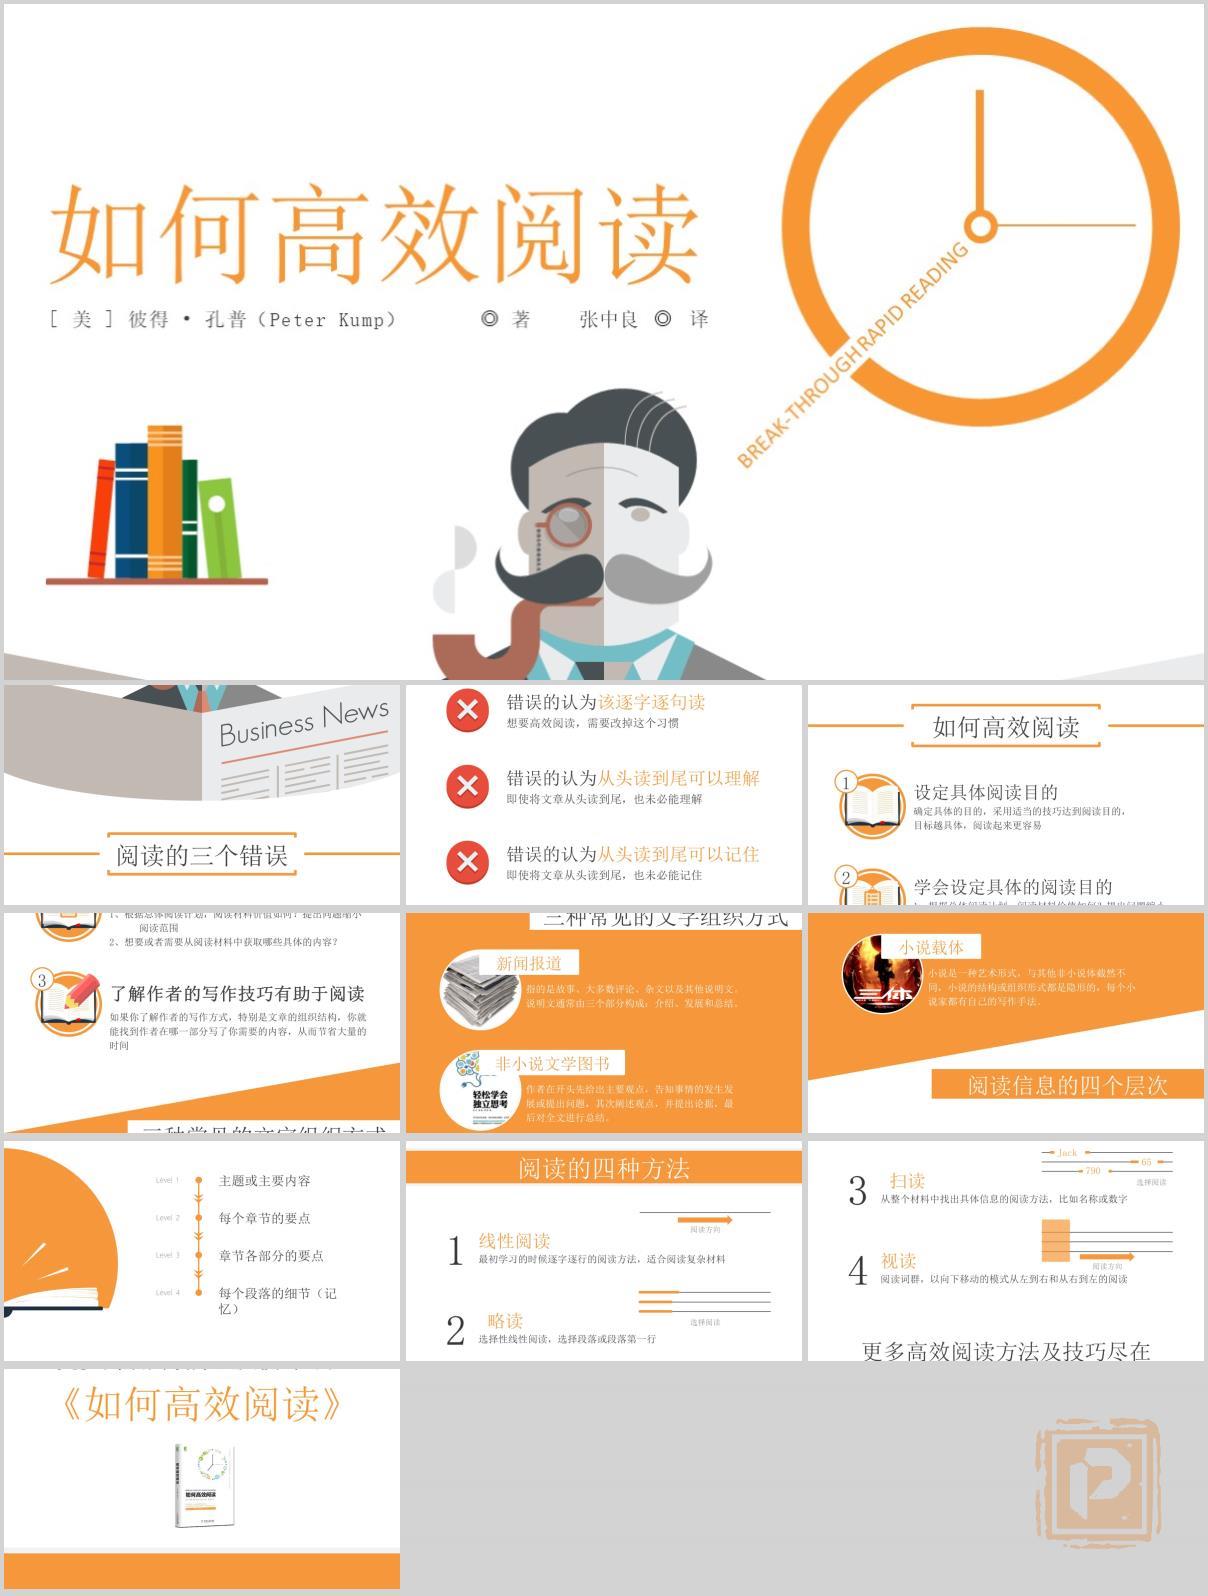 如何高效阅读
［ 美 ］ 彼得 • 孔普（Peter Kump） ◎ 著 张中良 ◎ 译
BREAK-THROUGH RAPID READING
Business News
阅读的三个错误
错误的认为该逐字逐句读
想要高效阅读，需要改掉这个习惯
错误的认为从头读到尾可以理解
即使将文章从头读到尾，也未必能理解
错误的认为从头读到尾可以记住
即使将文章从头读到尾，也未必能记住
如何高效阅读
1
设定具体阅读目的
确定具体的目的，采用适当的技巧达到阅读目的，
目标越具体，阅读起来更容易
2
学会设定具体的阅读目的
1、根据总体阅读计划，阅读材料价值如何？提出问题缩小
阅读范围
2、想要或者需要从阅读材料中获取哪些具体的内容？
3
了解作者的写作技巧有助于阅读
如果你了解作者的写作方式，特别是文章的组织结构，你就
能找到作者在哪一部分写了你需要的内容，从而节省大量的
时间
三种常见的文字组织方式
三种常见的文字组织方式
新闻报道
指的是故事、大多数评论、杂文以及其他说明文。
说明文通常由三个部分构成，介绍、发展和总结。
非小说文学图书
轻松学会
独立思考
作者在开头先给出主要观点，告知事情的发生发
展或提出问题，其次阐述观点，并提出论据。最
后对全文进行总结。
小说载体
三体
小说是一种艺术形式，与其他非小说体截然不
同，小说的结构或组织形式都是隐形的，每个小
说家都有自己的写作手法。
阅读信息的四个层次
Level 1 主题或主要内容
Level 2 每个章节的要点
Level 3 章节各部分的要点
Level 4 每个段落的细节（记
忆）
阅读的四种方法
阅读方向
1
线性阅读
最初学习的时候逐字逐行的阅读方法，适合阅读复杂材料
选择阅读
2
略读
选择性线性阅读，选择段落或段落第一行
Jack
65
790
选择阅读
3
扫读
从整个材料中找出具体信息的阅读方法，比如名称或数字
阅读方向
4
视读
阅读词群，以向下移动的模式从左到右和从右到左的阅读
更多高效阅读方法及技巧尽在
《如何高效阅读》
如何高效阅读